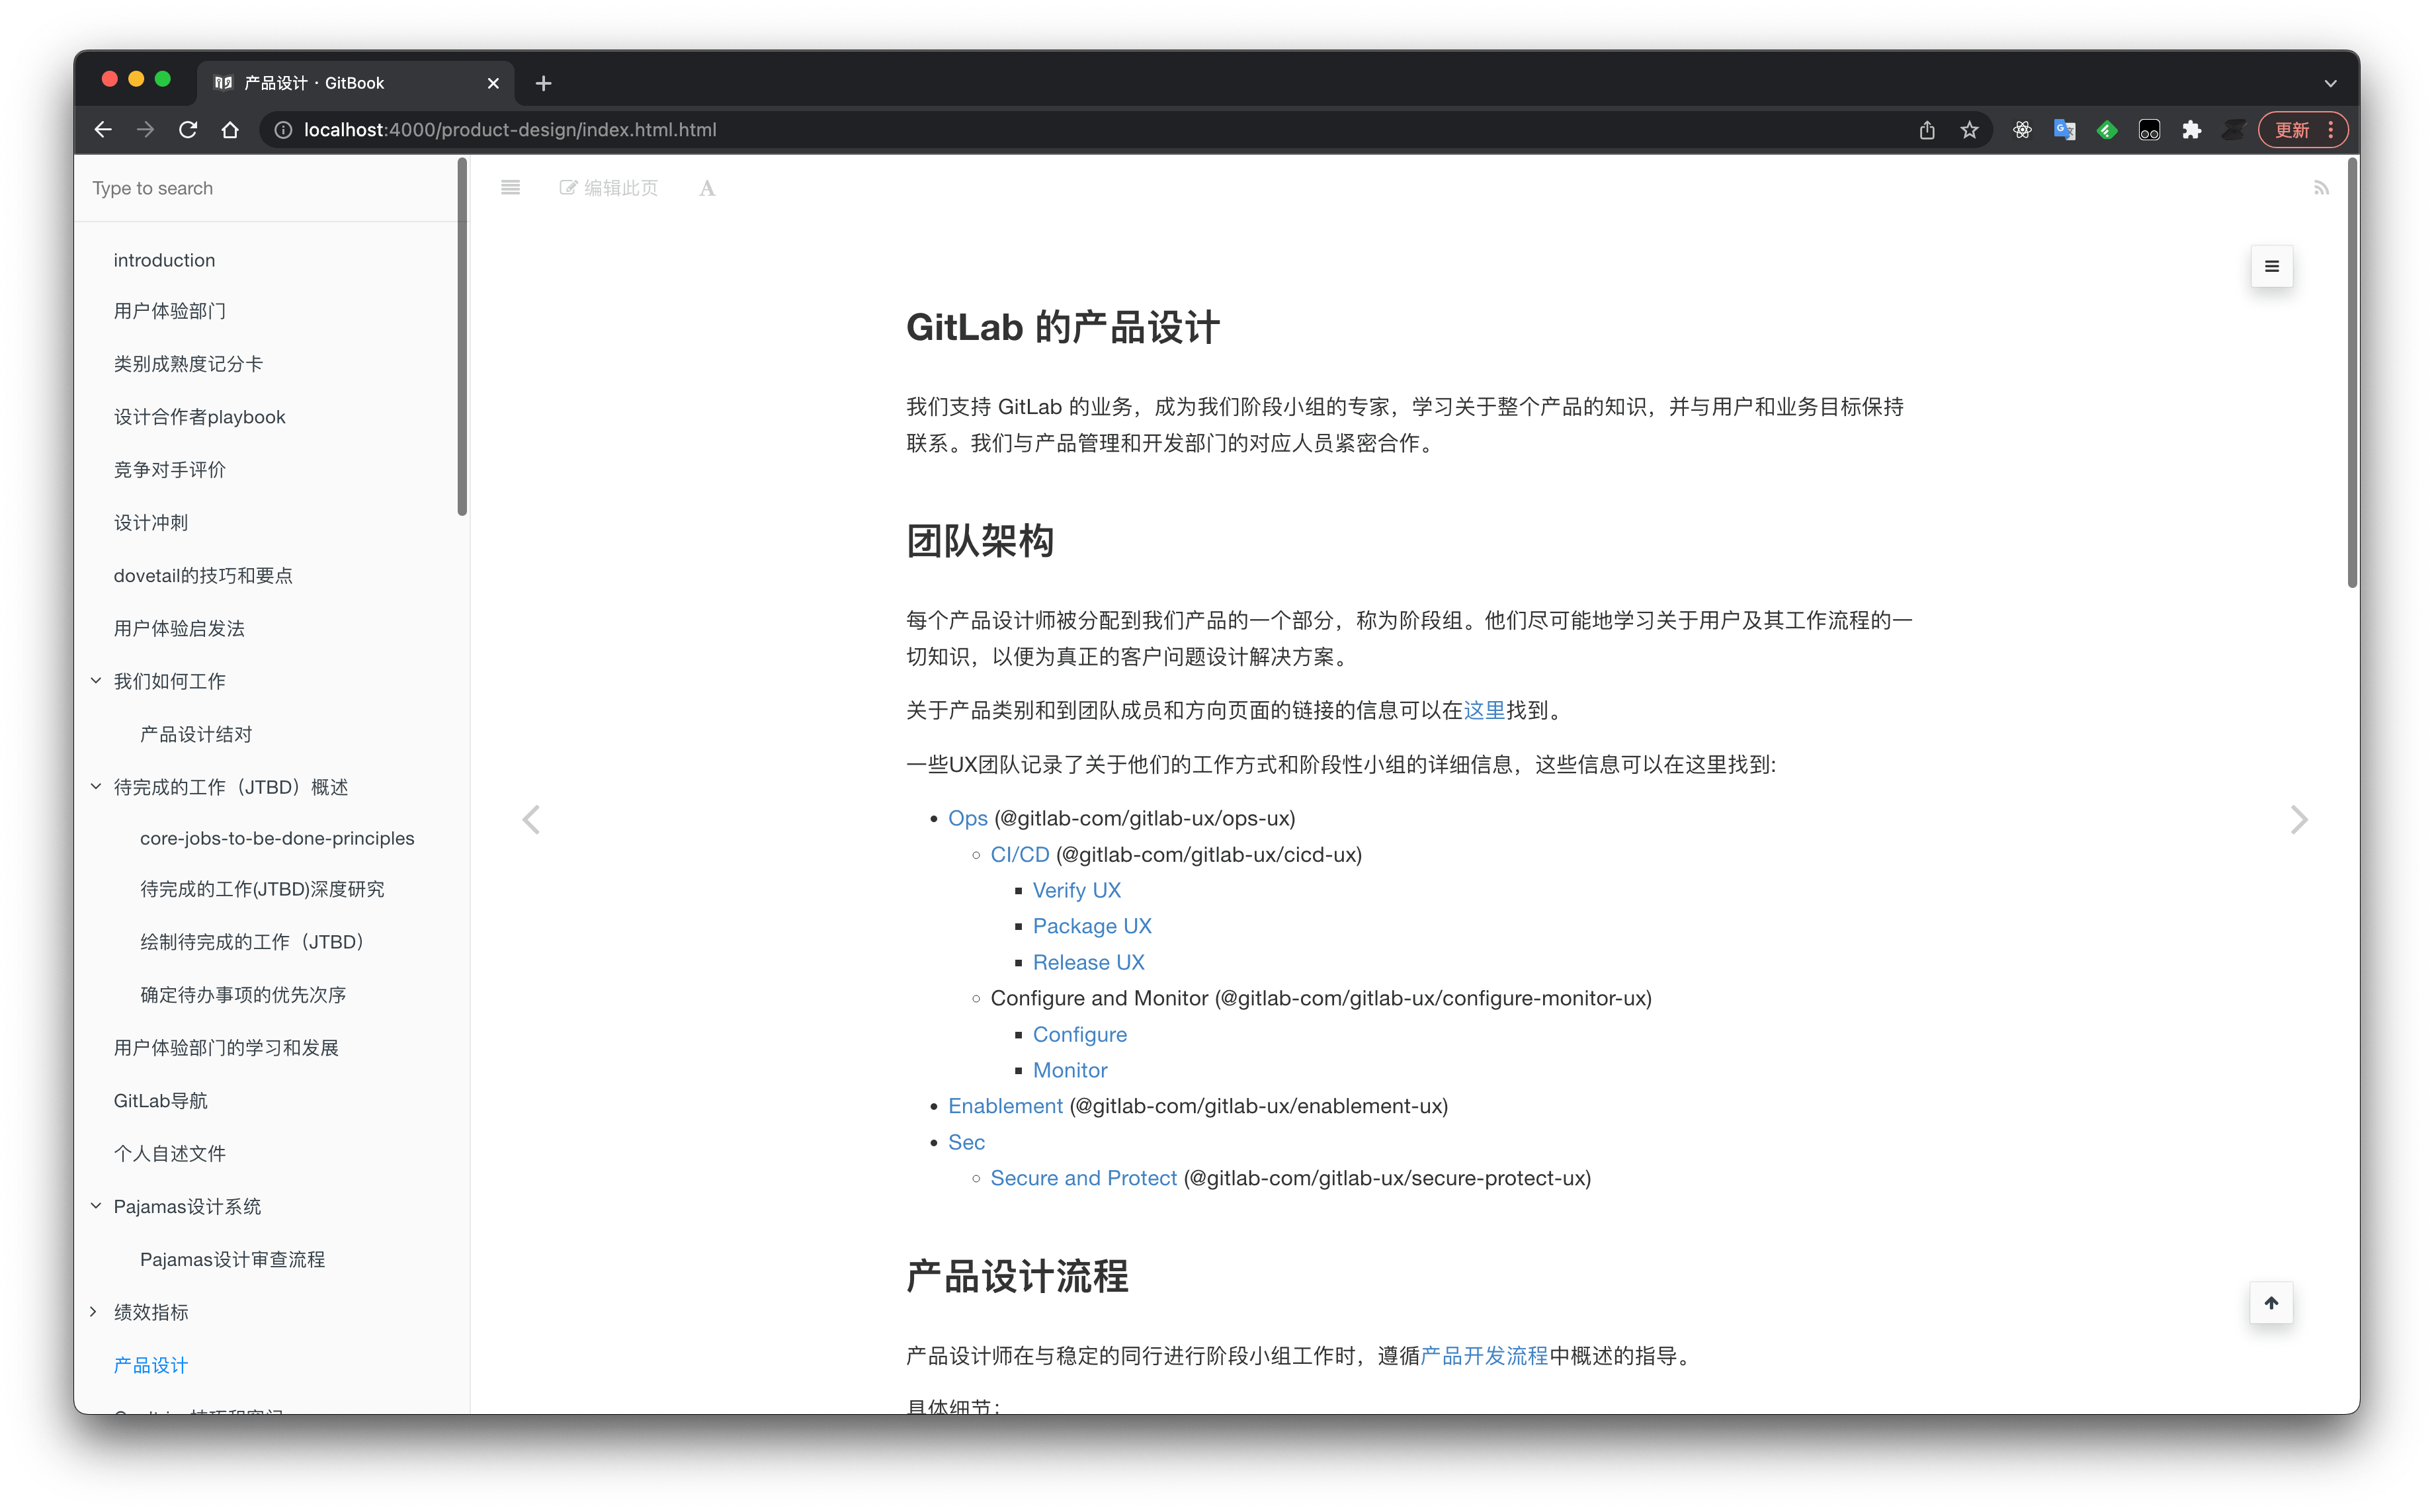 产品设计 · GitBook
localhost:4000/product-design/index.html.html
更新
Type to search
introduction
用户体验部门
类别成熟度记分卡
设计合作者playbook
竞争对手评价
设计冲刺
dovetail的技巧和要点
用户体验启发法
我们如何工作
产品设计结对
待完成的工作（JTBD）概述
core-jobs-to-be-done-principles
待完成的工作(JTBD)深度研究
绘制待完成的工作（JTBD）
确定待办事项的优先次序
用户体验部门的学习和发展
GitLab导航
个人自述文件
Pajamas设计系统
Pajamas设计审查流程
绩效指标
产品设计
编辑此页
GitLab 的产品设计
我们支持 GitLab 的业务，成为我们阶段小组的专家，学习关于整个产品的知识，并与用户和业务目标保持
联系。我们与产品管理和开发部门的对应人员紧密合作。
团队架构
每个产品设计师被分配到我们产品的一个部分，称为阶段组。他们尽可能地学习关于用户及其工作流程的一
切知识，以便为真正的客户问题设计解决方案。
关于产品类别和到团队成员和方向页面的链接的信息可以在这里找到。
一些UX团队记录了关于他们的工作方式和阶段性小组的详细信息，这些信息可以在这里找到:
Ops (@gitlab-com/gitlab-ux/ops-ux)
CI/CD (@gitlab-com/gitlab-ux/cicd-ux)
Verify UX
Package UX
Release UX
Configure and Monitor (@gitlab-com/gitlab-ux/configure-monitor-ux)
Configure
Monitor
Enablement (@gitlab-com/gitlab-ux/enablement-ux)
Sec
Secure and Protect (@gitlab-com/gitlab-ux/secure-protect-ux)
产品设计流程
产品设计师在与稳定的同行进行阶段小组工作时，遵循产品开发流程中概述的指导。
具体细节：